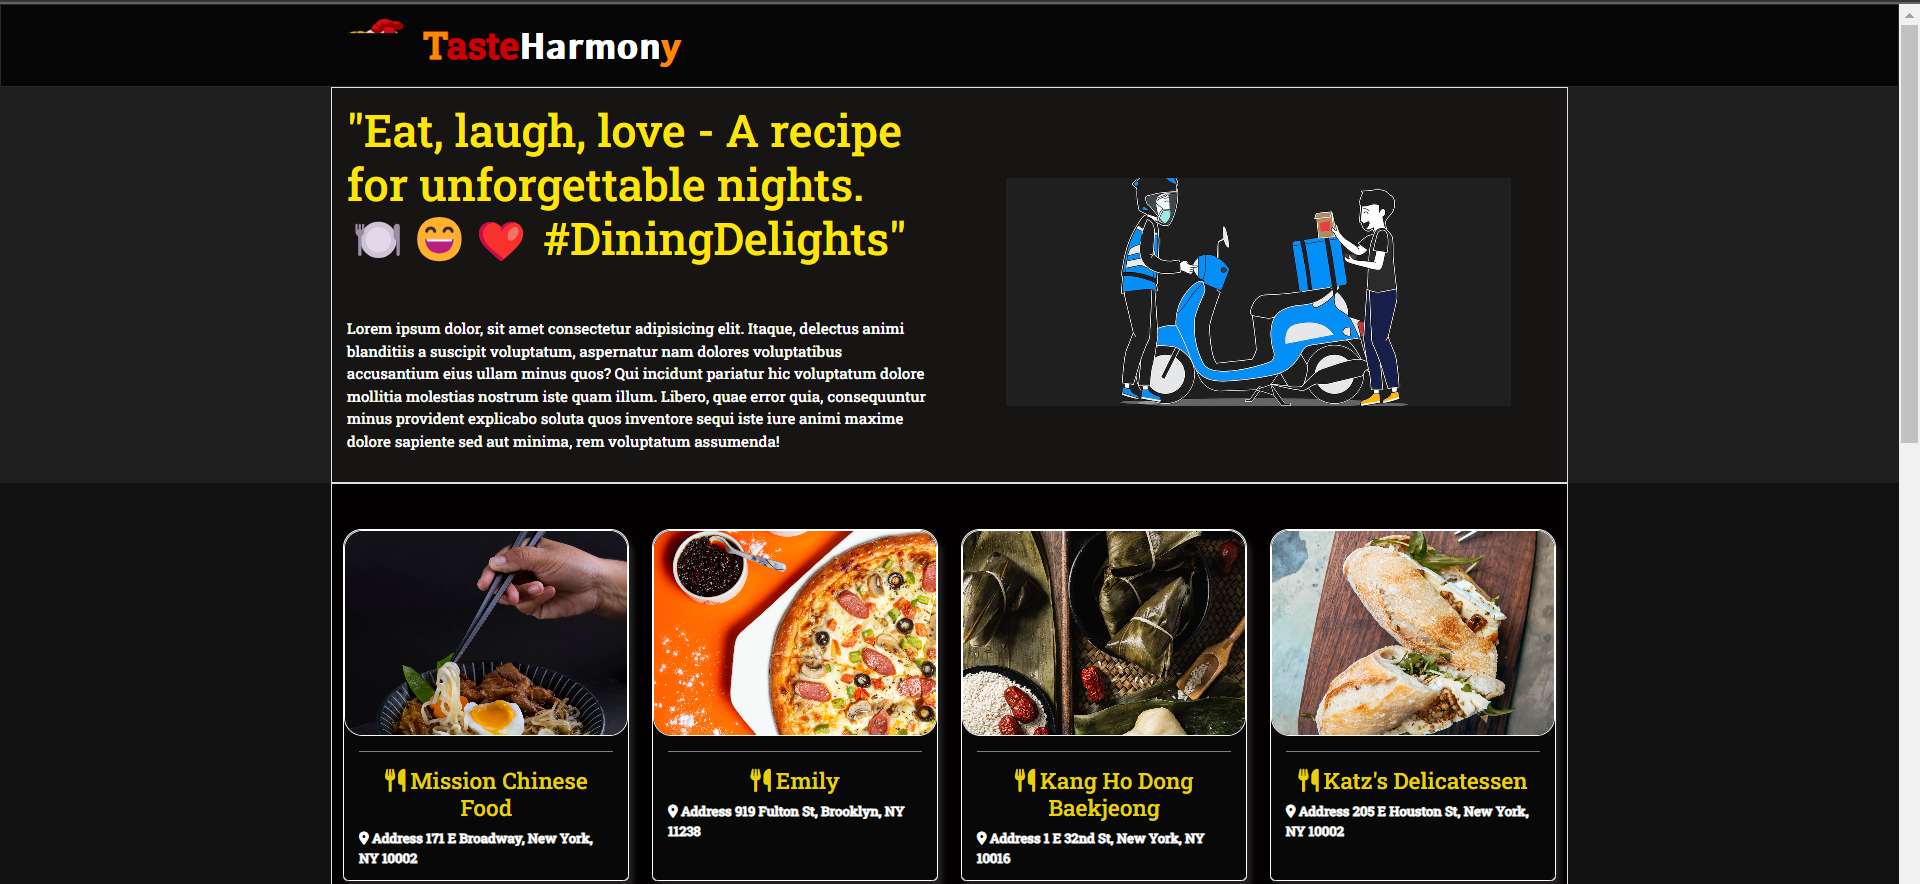 TasteHarmony
"Eat, laugh, love - A recipe
for unforgettable nights.
🍽️ 😄 ❤️ #DiningDelights"
Lorem ipsum dolor, sit amet consectetur adipisicing elit. Itaque, delectus animi
blanditiis a suscipit voluptatum, aspernatur nam dolores voluptatibus
accusantium eius ullam minus quos? Qui incidunt pariatur hic voluptatum dolore
mollitia molestias nostrum iste quam illum. Libero, quae error quia, consequuntur
minus provident explicabo soluta quos inventore sequi iste iure animi maxime
dolore sapiente sed aut minima, rem voluptatum assumenda!
Mission Chinese
Food
Address 171 E Broadway, New York,
NY 10002
Emily
Address 919 Fulton St, Brooklyn, NY
11238
Kang Ho Dong
Baekjeong
Address 1 E 32nd St, New York, NY
10016
Katz's Delicatessen
Address 205 E Houston St, New York,
NY 10002